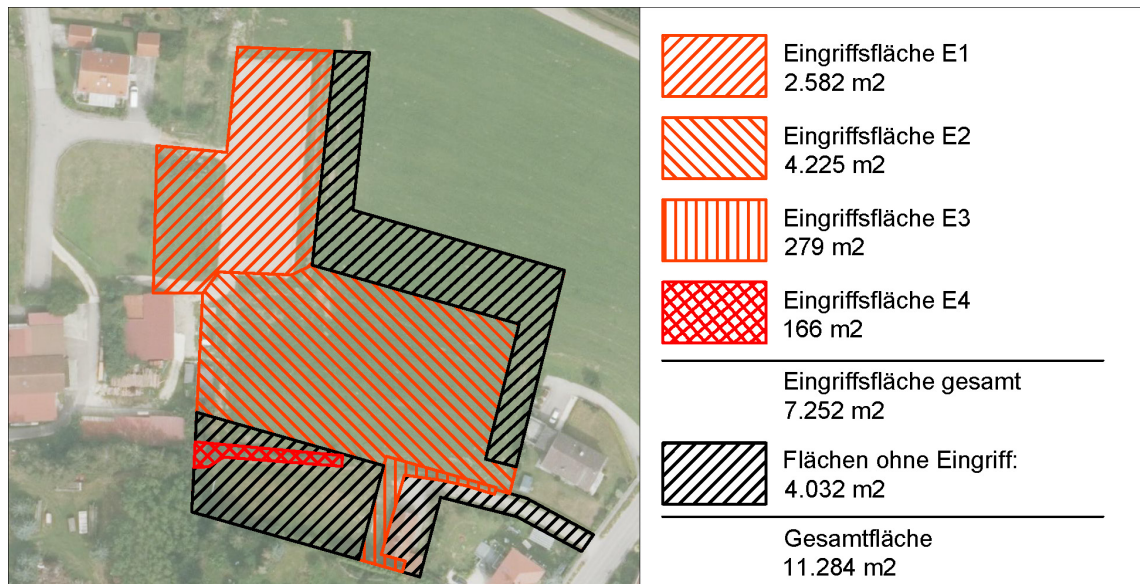 Eingriffsfläche E1
2.582 m2
Eingriffsfläche E2
4.225 m2
Eingriffsfläche E3
279 m2
Eingriffsfläche E4
166 m2
Eingriffsfläche gesamt
7.252 m2
Flächen ohne Eingriff:
4.032 m2
Gesamtfläche
11.284 m2